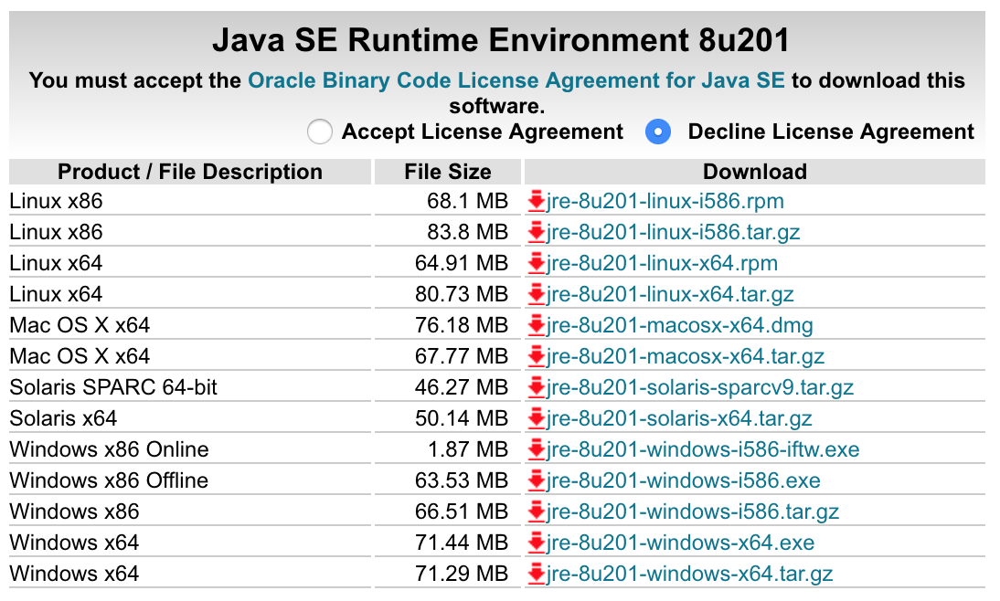 Java SE Runtime Environment 8u201
You must accept the Oracle Binary Code License Agreement for Java SE to download this
software.
Accept License Agreement Decline License Agreement
Product / File Description File Size Download
Linux x86 68.1 MB jre-8u201-linux-i586.rpm
Linux x86 83.8 MB jre-8u201-linux-i586.tar.gz
Linux x64 64.91 MB jre-8u201-linux-x64.rpm
Linux x64 80.73 MB jre-8u201-linux-x64.tar.gz
Mac OS X x64 76.18 MB jre-8u201-macosx-x64.dmg
Mac OS X x64 67.77 MB jre-8u201-macosx-x64.tar.gz
Solaris SPARC 64-bit 46.27 MB jre-8u201-solaris-sparcv9.tar.gz
Solaris x64 50.14 MB jre-8u201-solaris-x64.tar.gz
Windows x86 Online 1.87 MB jre-8u201-windows-i586-iftw.exe
Windows x86 Offline 63.53 MB jre-8u201-windows-i586.exe
Windows x86 66.51 MB jre-8u201-windows-i586.tar.gz
Windows x64 71.44 MB jre-8u201-windows-x64.exe
Windows x64 71.29 MB jre-8u201-windows-x64.tar.gz